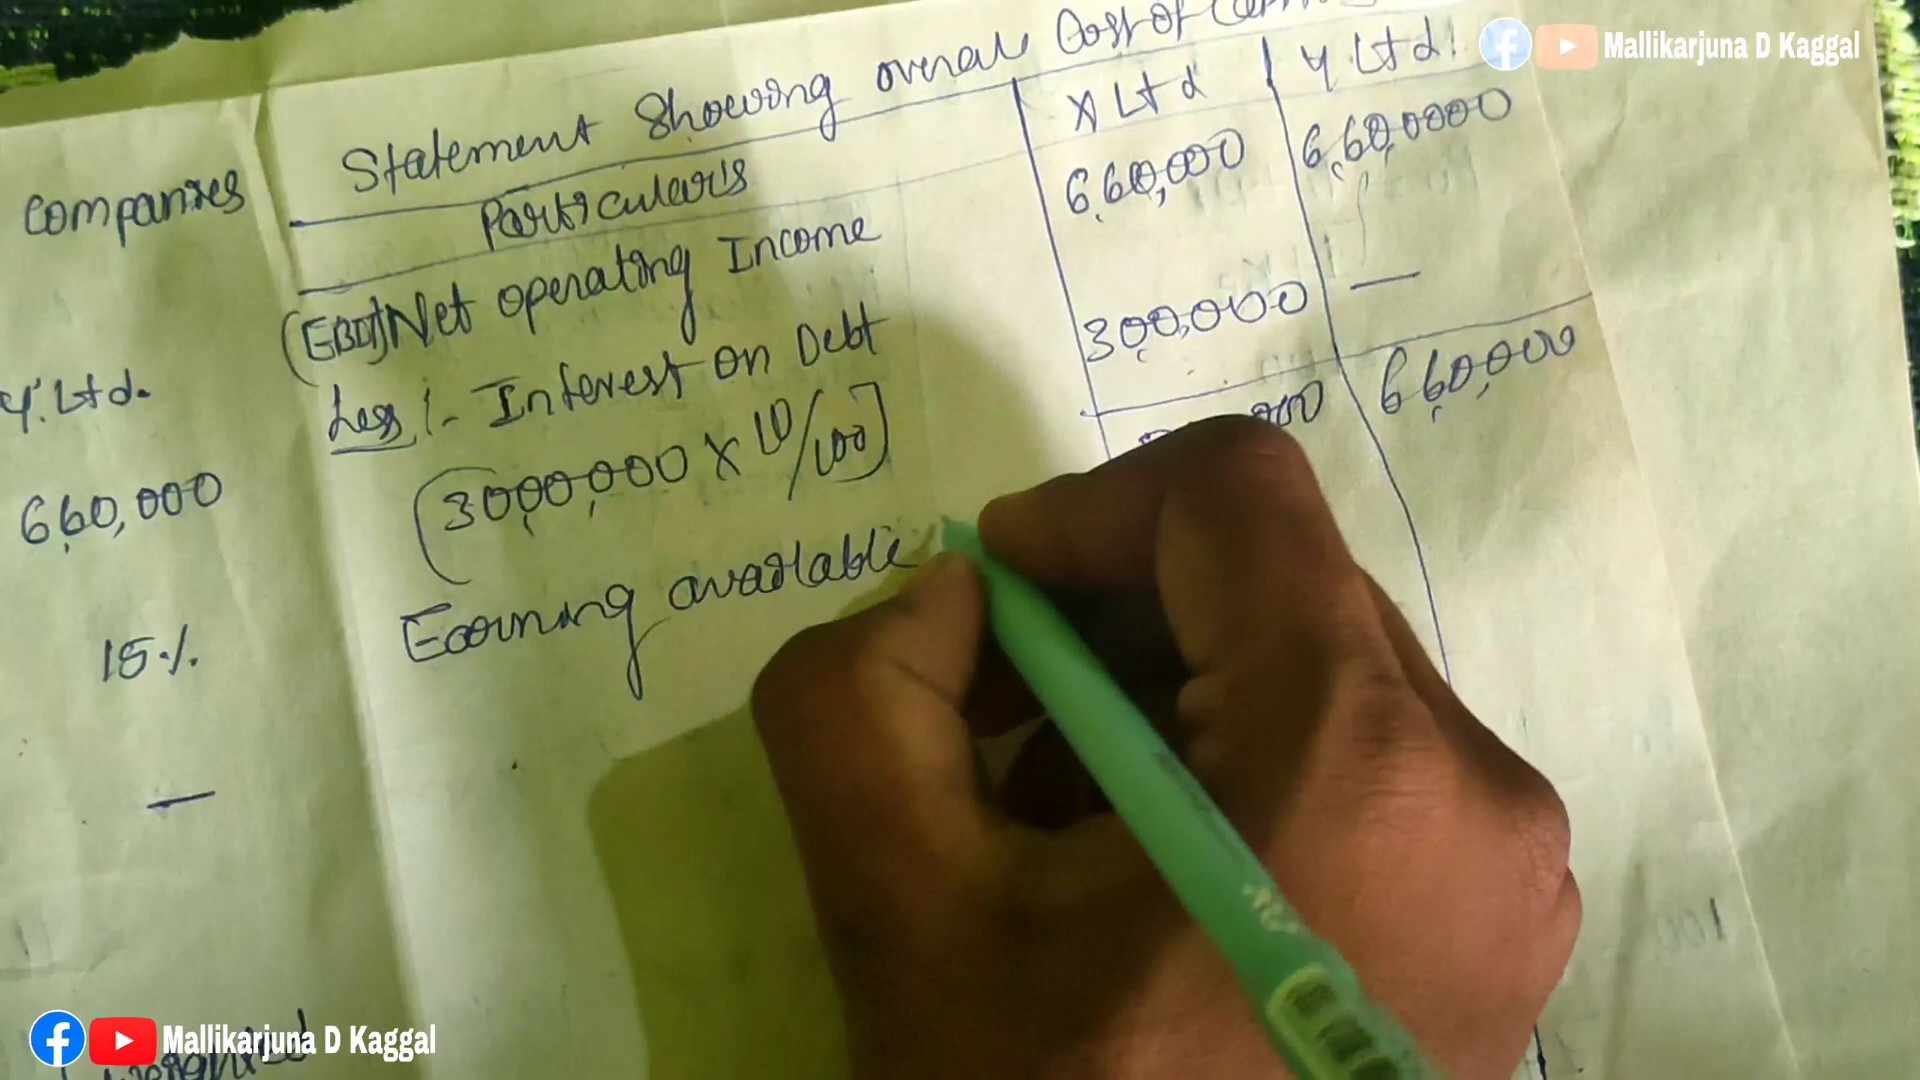 Statement Showing overall Cost of
Particulars
X Ltd
Y Ltd.
(EBIT) Net operating Income
6,60,000
6,60,0000
Less :- Interest on Debt
300,000
—
(3000,000 X 10/100)
660,000
Earning available
companies
Y. Ltd.
660,000
15%
—
Mallikarjuna D Kaggal
Mallikarjuna D Kaggal